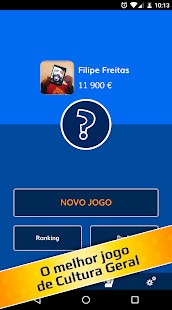 10:13
Filipe Freitas
11 900 €
?
NOVO JOGO
Ranking
O melhor jogo
de Cultura Geral